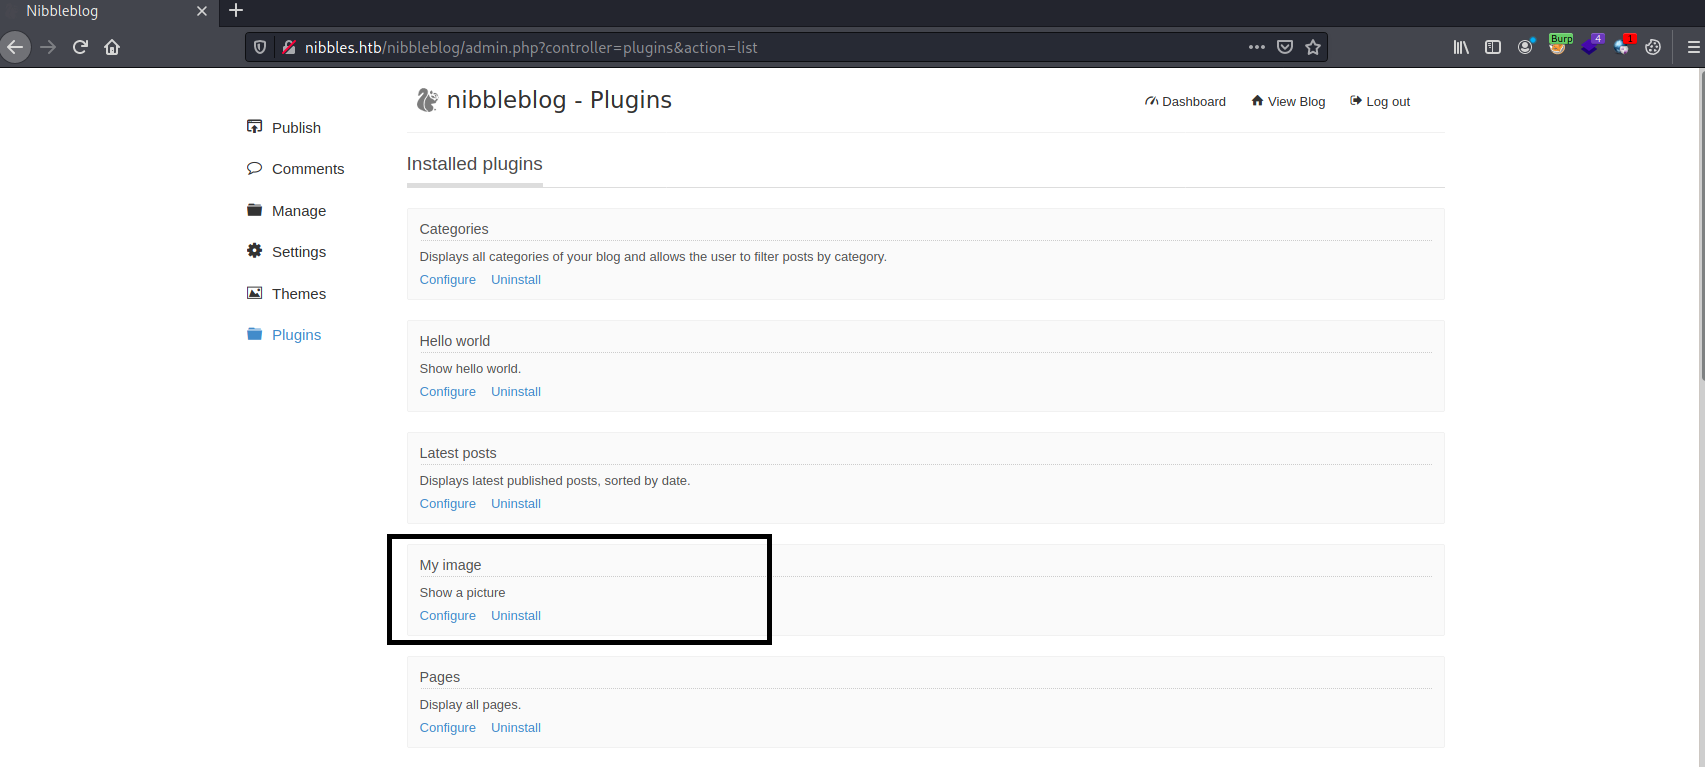 Nibbleblog
nibbles.htb/nibbleblog/admin.php?controller=plugins&action=list
Burp
4
1
nibbleblog - Plugins
Dashboard
View Blog
Log out
Publish
Comments
Manage
Settings
Themes
Plugins
Installed plugins
Categories
Displays all categories of your blog and allows the user to filter posts by category.
Configure Uninstall
Hello world
Show hello world.
Configure Uninstall
Latest posts
Displays latest published posts, sorted by date.
Configure Uninstall
My image
Show a picture
Configure Uninstall
Pages
Display all pages.
Configure Uninstall